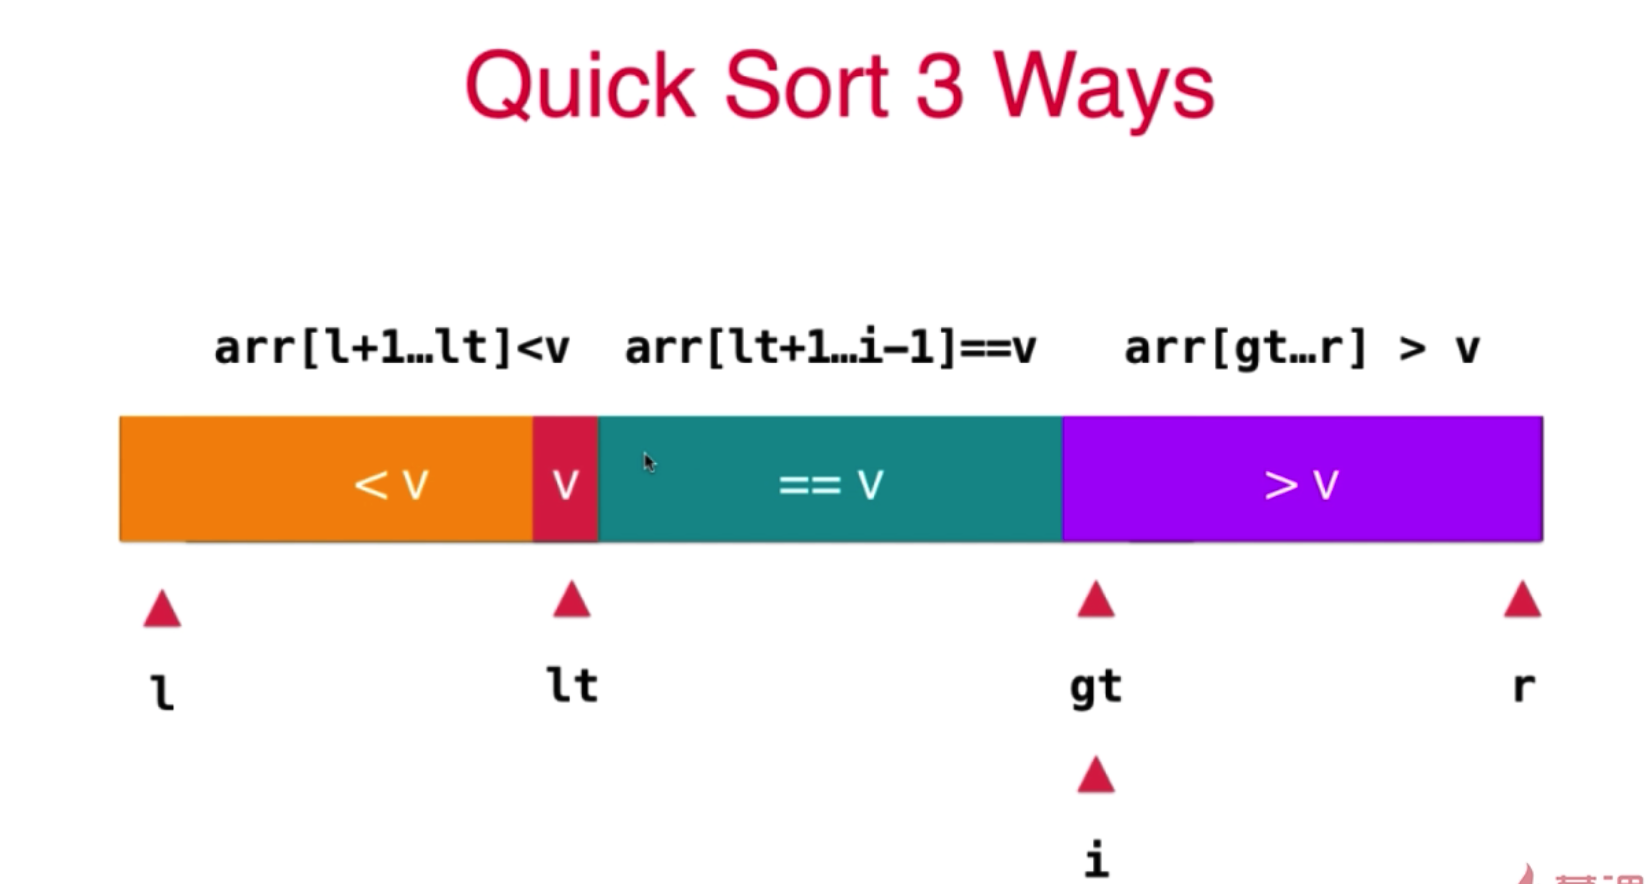 Quick Sort 3 Ways
arr[l+1…lt]<v arr[lt+1…i-1]==v arr[gt…r] > v
< v v == v > v
l lt gt r
i